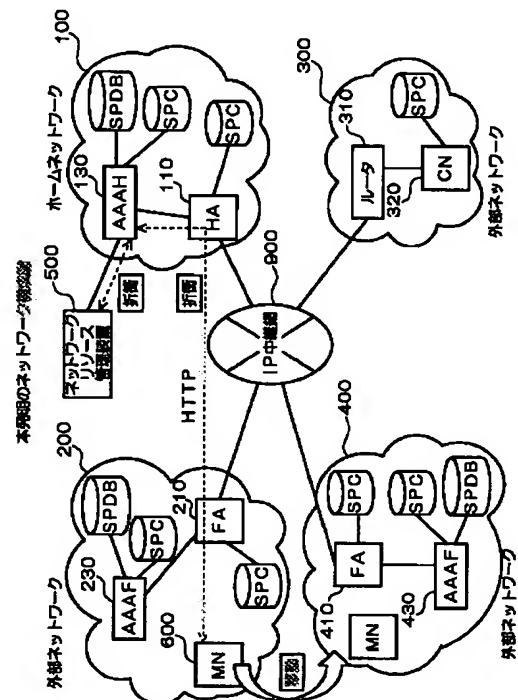 本発明のネットワーク構成図
ホームネットワーク
100
130
AAAH
SPDB
SPC
110
HA
SPC
500
ネットワーク
リソース
管理装置
折衝
折衝
HTTP
外部ネットワーク
200
230
AAAF
SPDB
SPC
210
FA
SPC
600
MN
移動
900
IP中継網
300
310
ルータ
SPC
320
CN
外部ネットワーク
400
SPC
410
FA
SPC
430
AAAF
SPDB
MN
外部ネットワーク